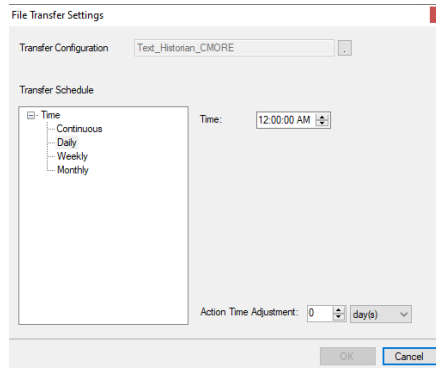 File Transfer Settings
Transfer Configuration Text_Historian_CMORE .
Transfer Schedule
Time
Continuous
Daily
Weekly
Monthly
Time: 12:00:00 AM
Action Time Adjustment: 0 day(s)
OK Cancel